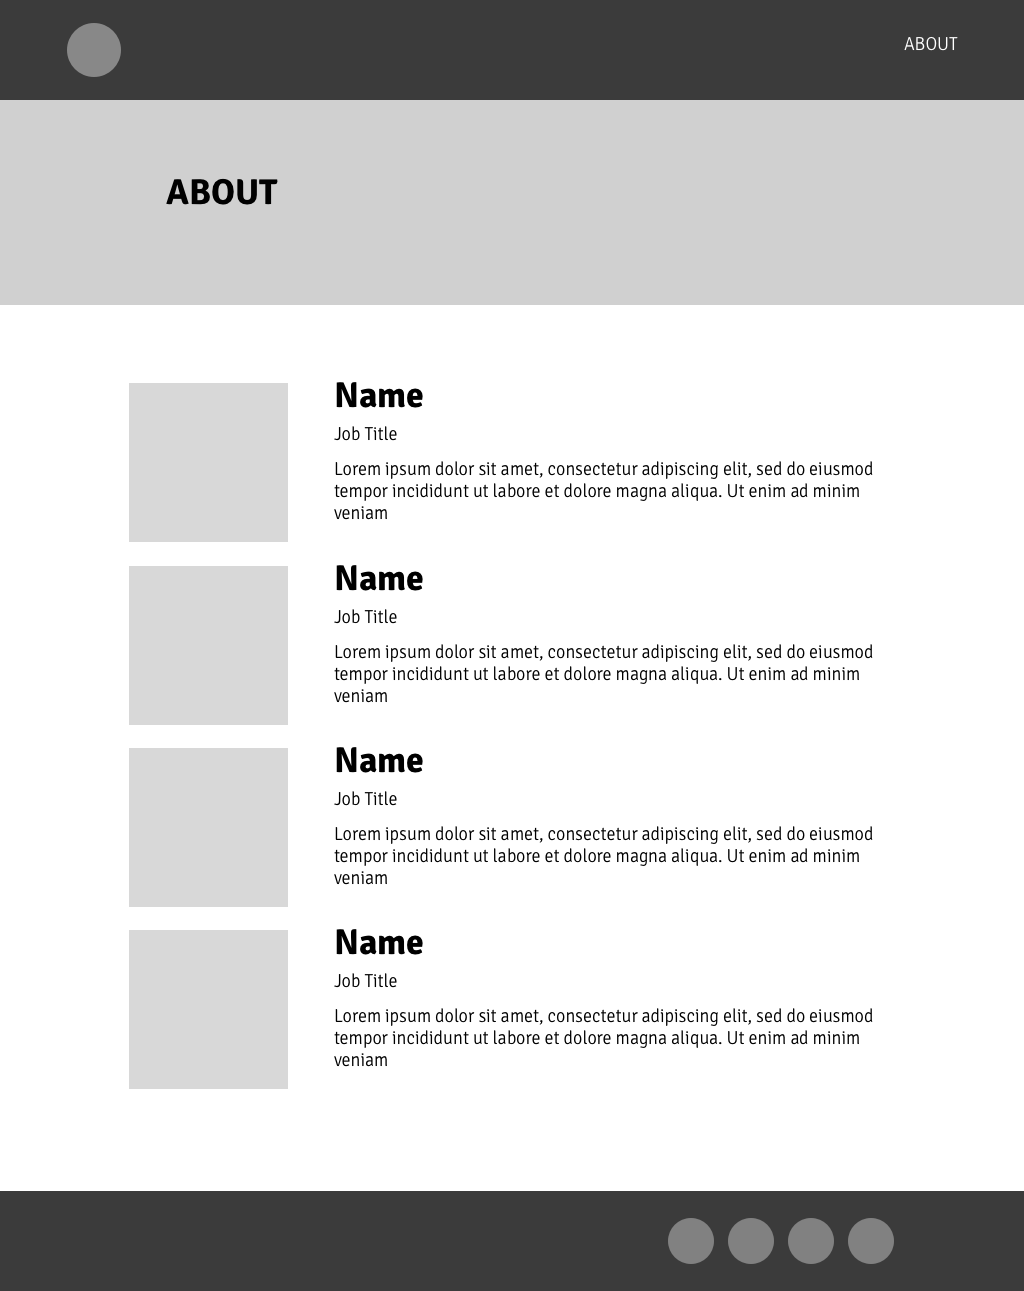 ABOUT
ABOUT
Name
Job Title
Lorem ipsum dolor sit amet, consectetur adipiscing elit, sed do eiusmod
tempor incididunt ut labore et dolore magna aliqua. Ut enim ad minim
veniam
Name
Job Title
Lorem ipsum dolor sit amet, consectetur adipiscing elit, sed do eiusmod
tempor incididunt ut labore et dolore magna aliqua. Ut enim ad minim
veniam
Name
Job Title
Lorem ipsum dolor sit amet, consectetur adipiscing elit, sed do eiusmod
tempor incididunt ut labore et dolore magna aliqua. Ut enim ad minim
veniam
Name
Job Title
Lorem ipsum dolor sit amet, consectetur adipiscing elit, sed do eiusmod
tempor incididunt ut labore et dolore magna aliqua. Ut enim ad minim
veniam